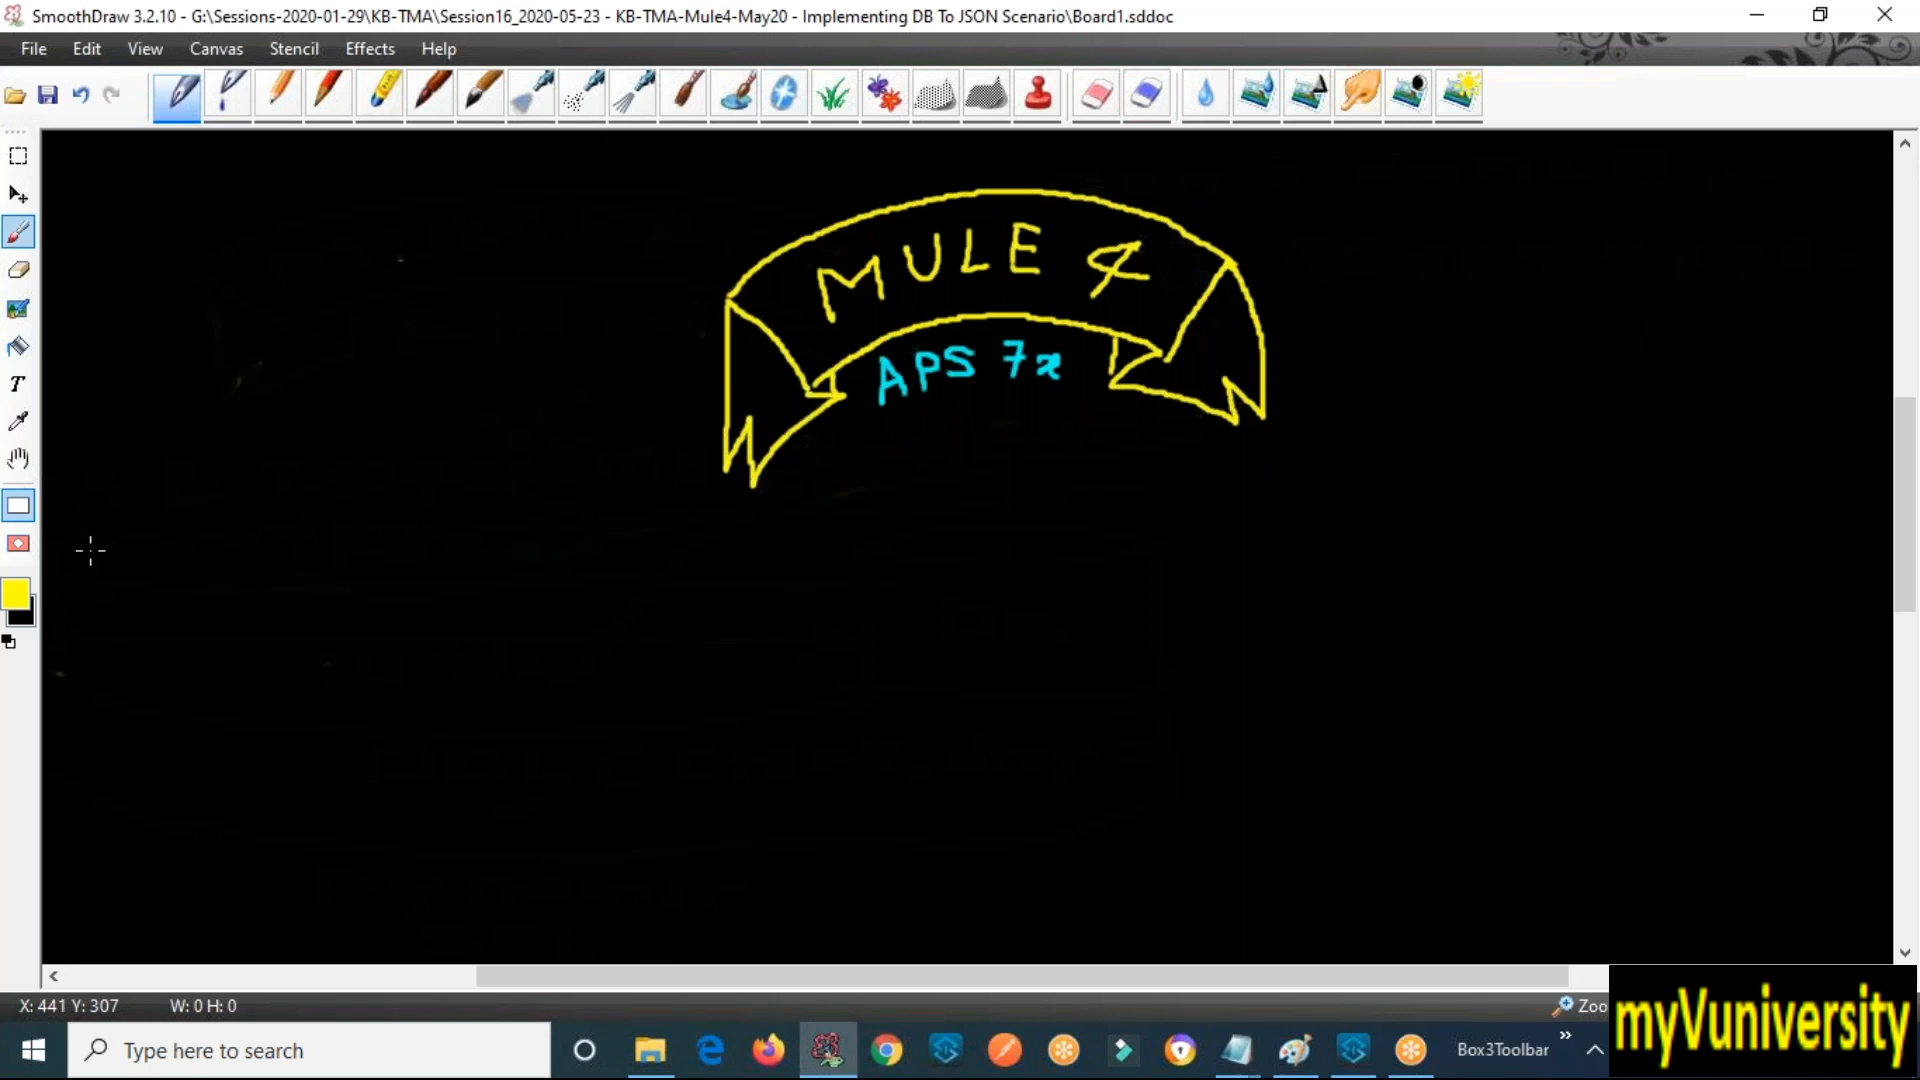 SmoothDraw 3.2.10 - G:\Sessions-2020-01-29\KB-TMA\Session16_2020-05-23 - KB-TMA-Mule4-May20 - Implementing DB To JSON Scenario\Board1.sddoc
File Edit View Canvas Stencil Effects Help
MULE 4
APS 7x
T
X: 441 Y: 307 W: 0 H: 0
Zoo
Type here to search
Box3Toolbar
myVuniversity